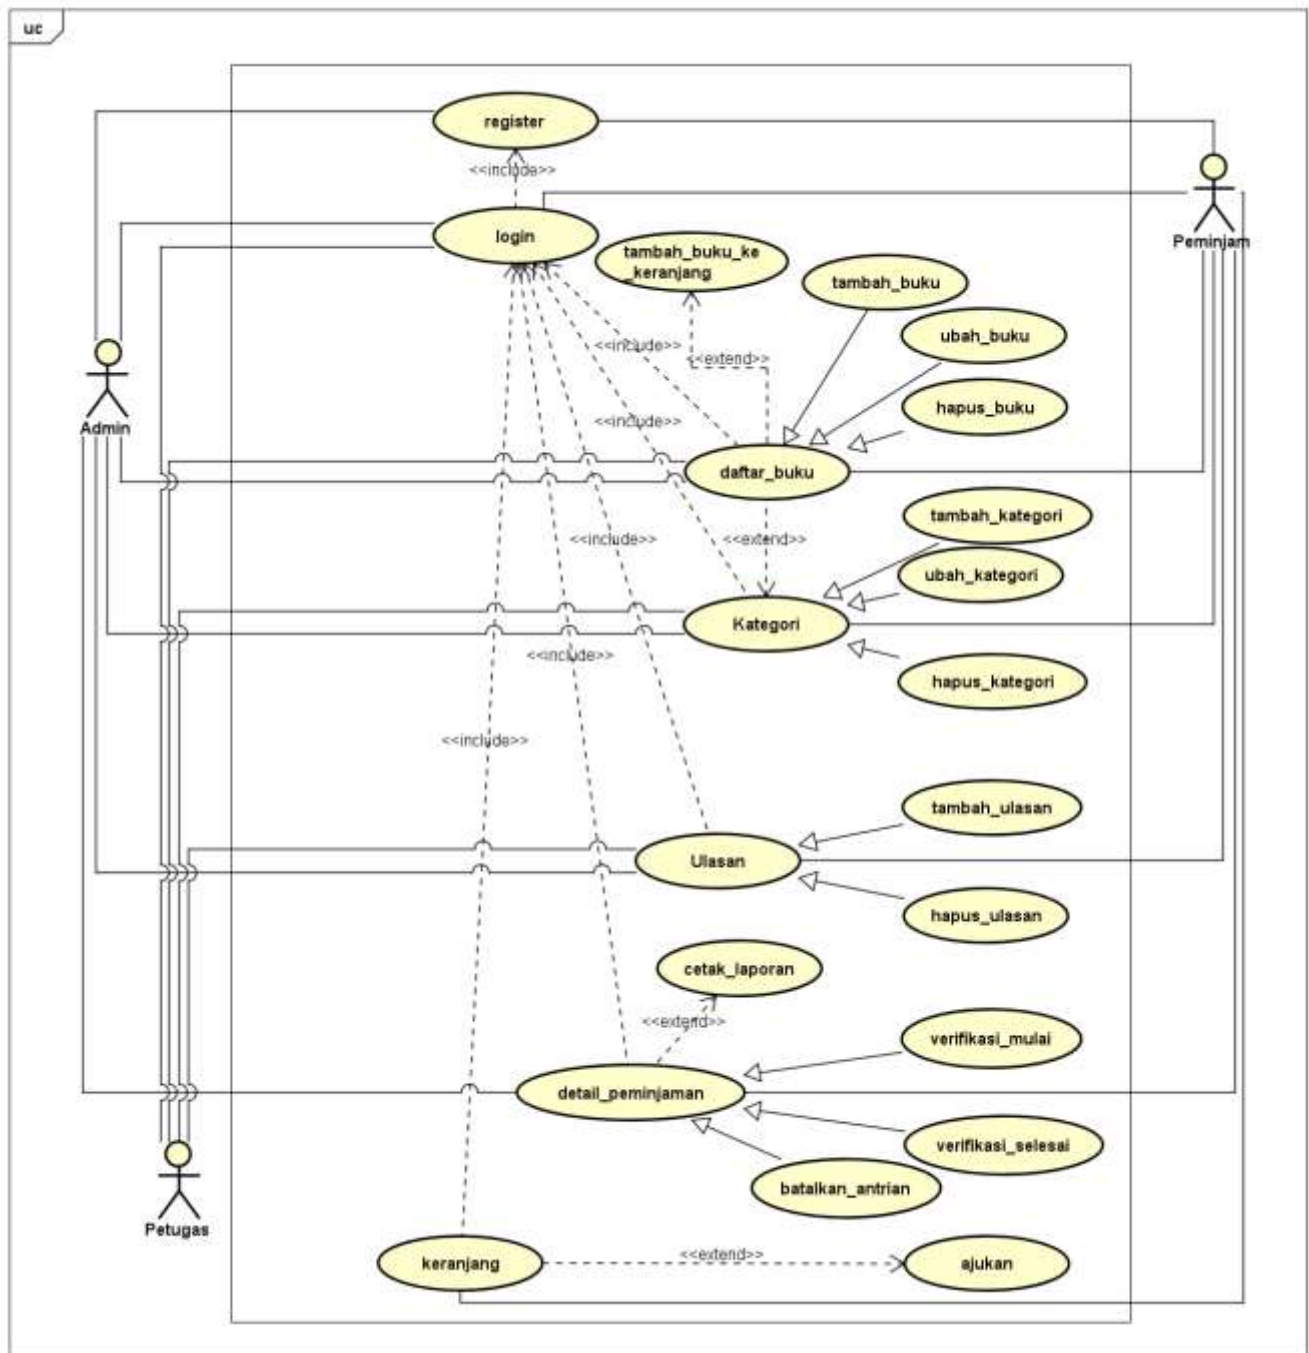 uc
register
<<include>>
login
Peminjam
tambah_buku_ke
_keranjang
tambah_buku
ubah_buku
<<include>>
<<extend>>
hapus_buku
Admin
<<include>>
daftar_buku
tambah_kategori
<<include>>
<<extend>>
ubah_kategori
Kategori
<<include>>
hapus_kategori
<<include>>
tambah_ulasan
Ulasan
hapus_ulasan
cetak_laporan
<<extend>>
verifikasi_mulai
detail_peminjaman
verifikasi_selesai
batalkan_antrian
Petugas
<<extend>>
keranjang
ajukan